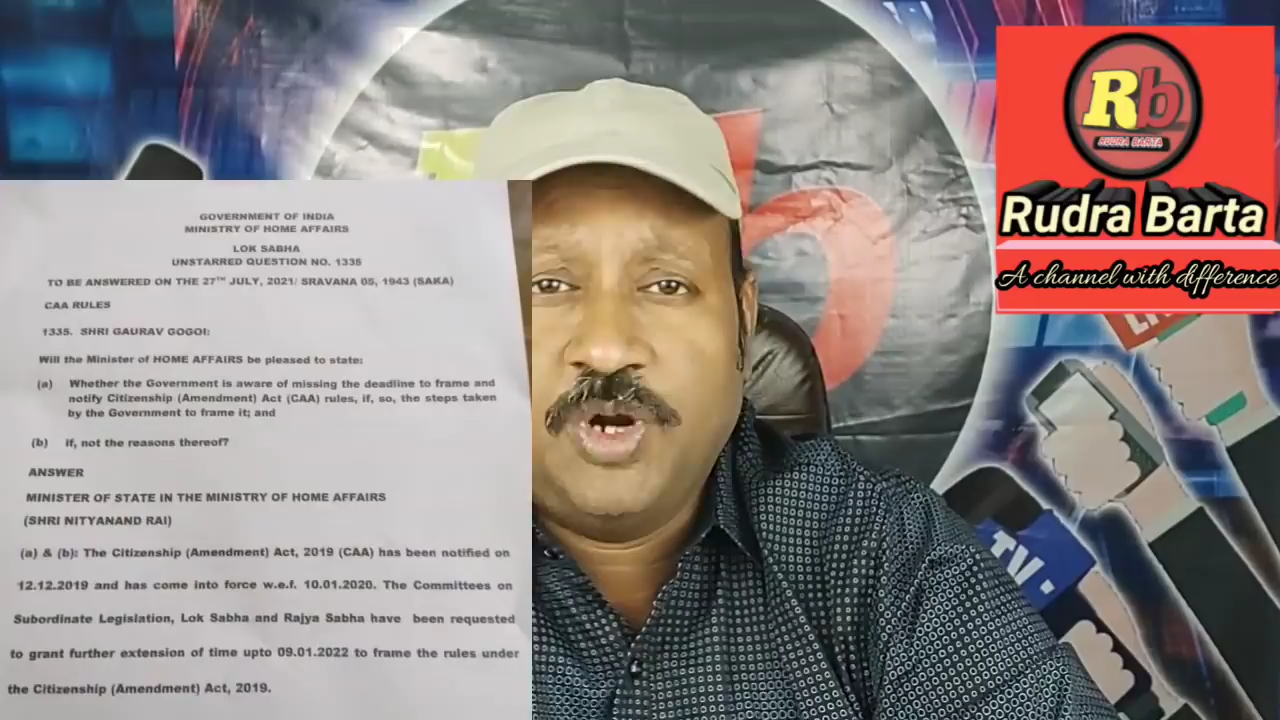 GOVERNMENT OF INDIA
MINISTRY OF HOME AFFAIRS
LOK SABHA
UNSTARRED QUESTION NO. 1335
TO BE ANSWERED ON THE 27TH JULY, 2021/ SRAVANA 05, 1943 (SAKA)
CAA RULES
1335. SHRI GAURAV GOGOI:
Will the Minister of HOME AFFAIRS be pleased to state:
(a) Whether the Government is aware of missing the deadline to frame and
notify Citizenship (Amendment) Act (CAA) rules, if, so, the steps taken
by the Government to frame it; and
(b) if, not the reasons thereof?
ANSWER
MINISTER OF STATE IN THE MINISTRY OF HOME AFFAIRS
(SHRI NITYANAND RAI)
(a) & (b): The Citizenship (Amendment) Act, 2019 (CAA) has been notified on
12.12.2019 and has come into force w.e.f. 10.01.2020. The Committees on
Subordinate Legislation, Lok Sabha and Rajya Sabha have been requested
to grant further extension of time upto 09.01.2022 to frame the rules under
the Citizenship (Amendment) Act, 2019.
Rb
RUDRA BARTA
Rudra Barta
A channel with difference
TV